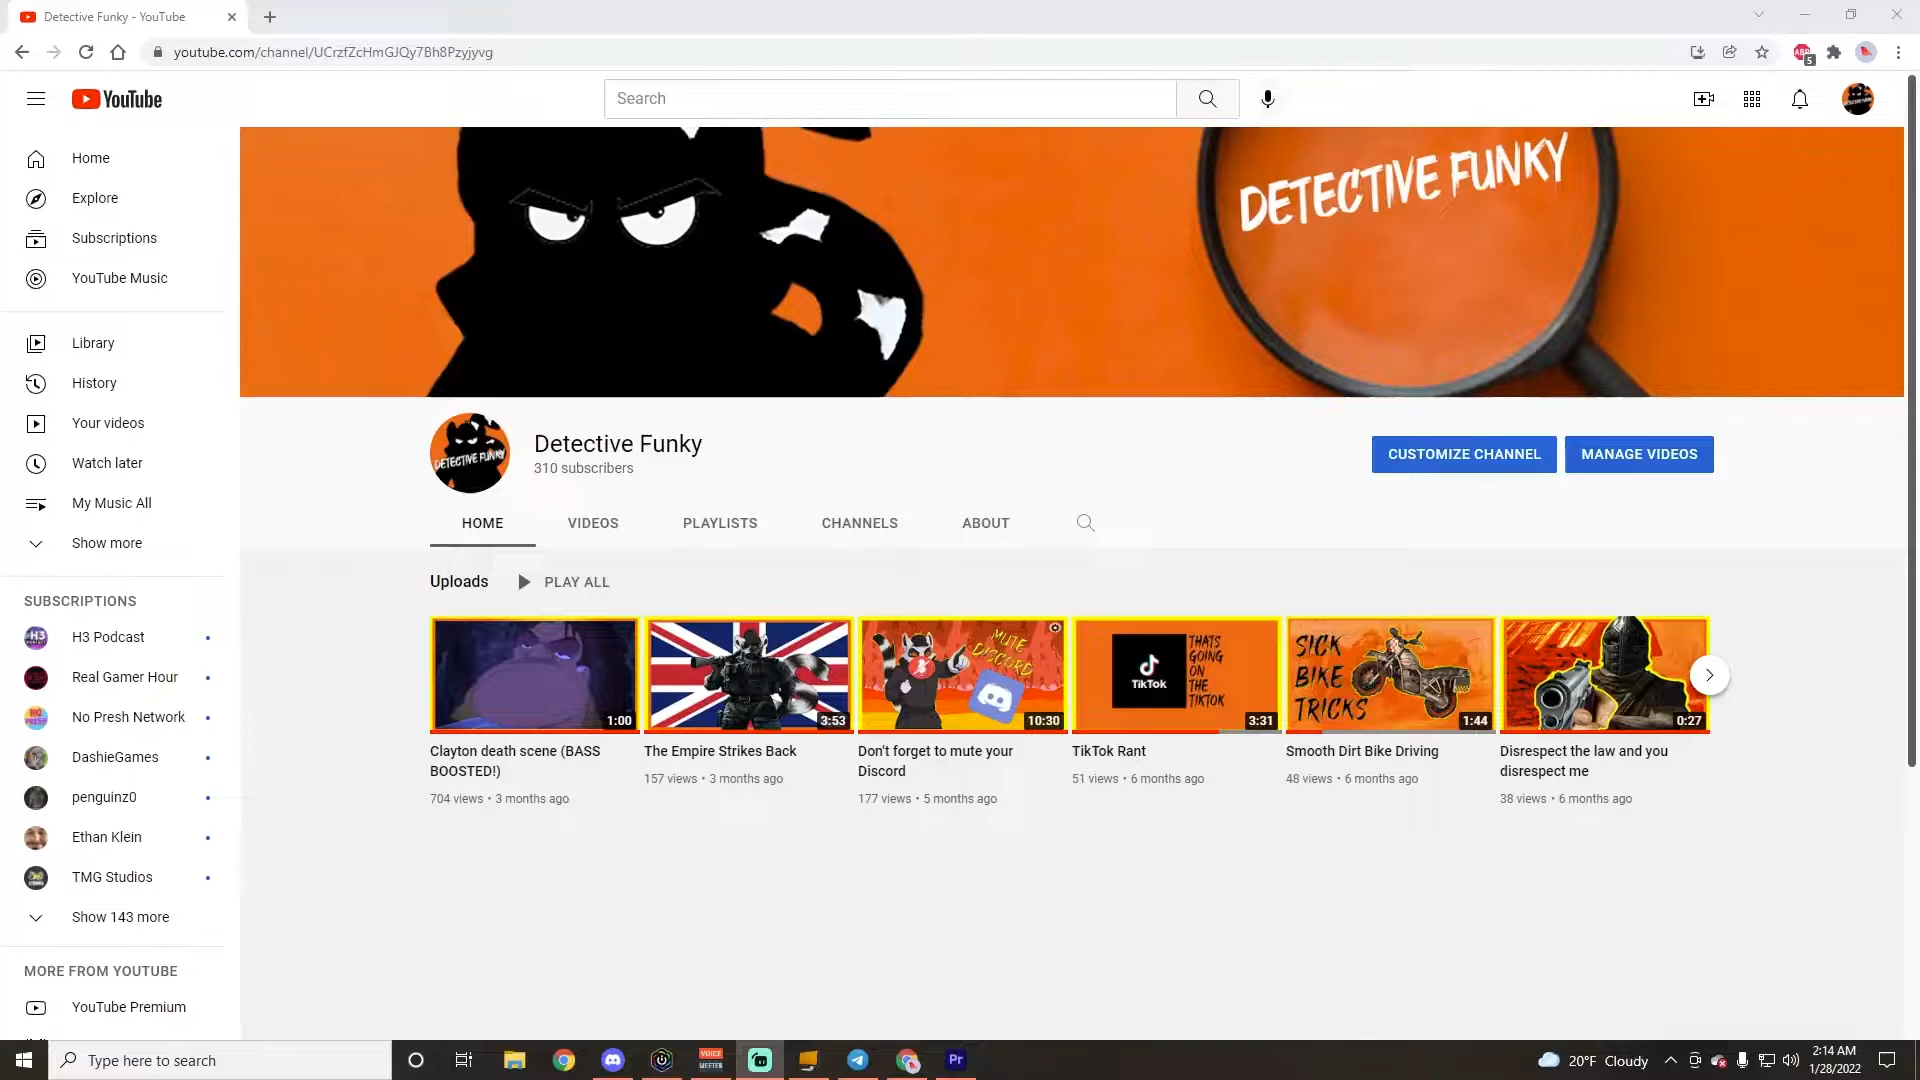 Detective Funky - YouTube
youtube.com/channel/UCrzfZcHmGJQy7Bh8Pzyjyvg
ABP
5
YouTube
Search
DETECTIVE FUNKY
Home
Explore
Subscriptions
YouTube Music
Library
History
Your videos
Watch later
My Music All
Show more
SUBSCRIPTIONS
H3 Podcast
Real Gamer Hour
No Presh Network
DashieGames
penguinz0
Ethan Klein
TMG Studios
Show 143 more
MORE FROM YOUTUBE
YouTube Premium
DETECTIVE FUNKY
Detective Funky
310 subscribers
CUSTOMIZE CHANNEL
MANAGE VIDEOS
HOME
VIDEOS
PLAYLISTS
CHANNELS
ABOUT
Uploads
PLAY ALL
1:00
Clayton death scene (BASS
BOOSTED!)
704 views • 3 months ago
3:53
The Empire Strikes Back
157 views • 3 months ago
MUTE
DISCORD
10:30
Don't forget to mute your
Discord
177 views • 5 months ago
TikTok
THATS
GOING
ON
THE
TIKTOK
3:31
TikTok Rant
51 views • 6 months ago
SICK
BIKE
TRICKS
1:44
Smooth Dirt Bike Driving
48 views • 6 months ago
0:27
Disrespect the law and you
disrespect me
38 views • 6 months ago
Type here to search
VOICE
MEETER
Pr
20°F Cloudy
2:14 AM
1/28/2022